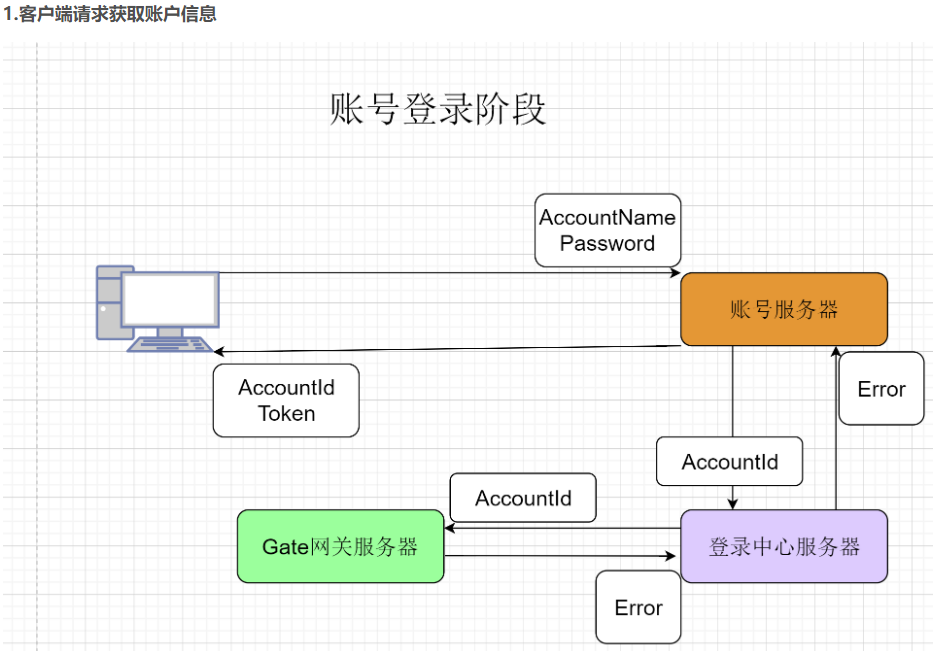 1.客户端请求获取账户信息
账号登录阶段
AccountName
Password
账号服务器
AccountId
Token
Error
AccountId
AccountId
Gate网关服务器
登录中心服务器
Error